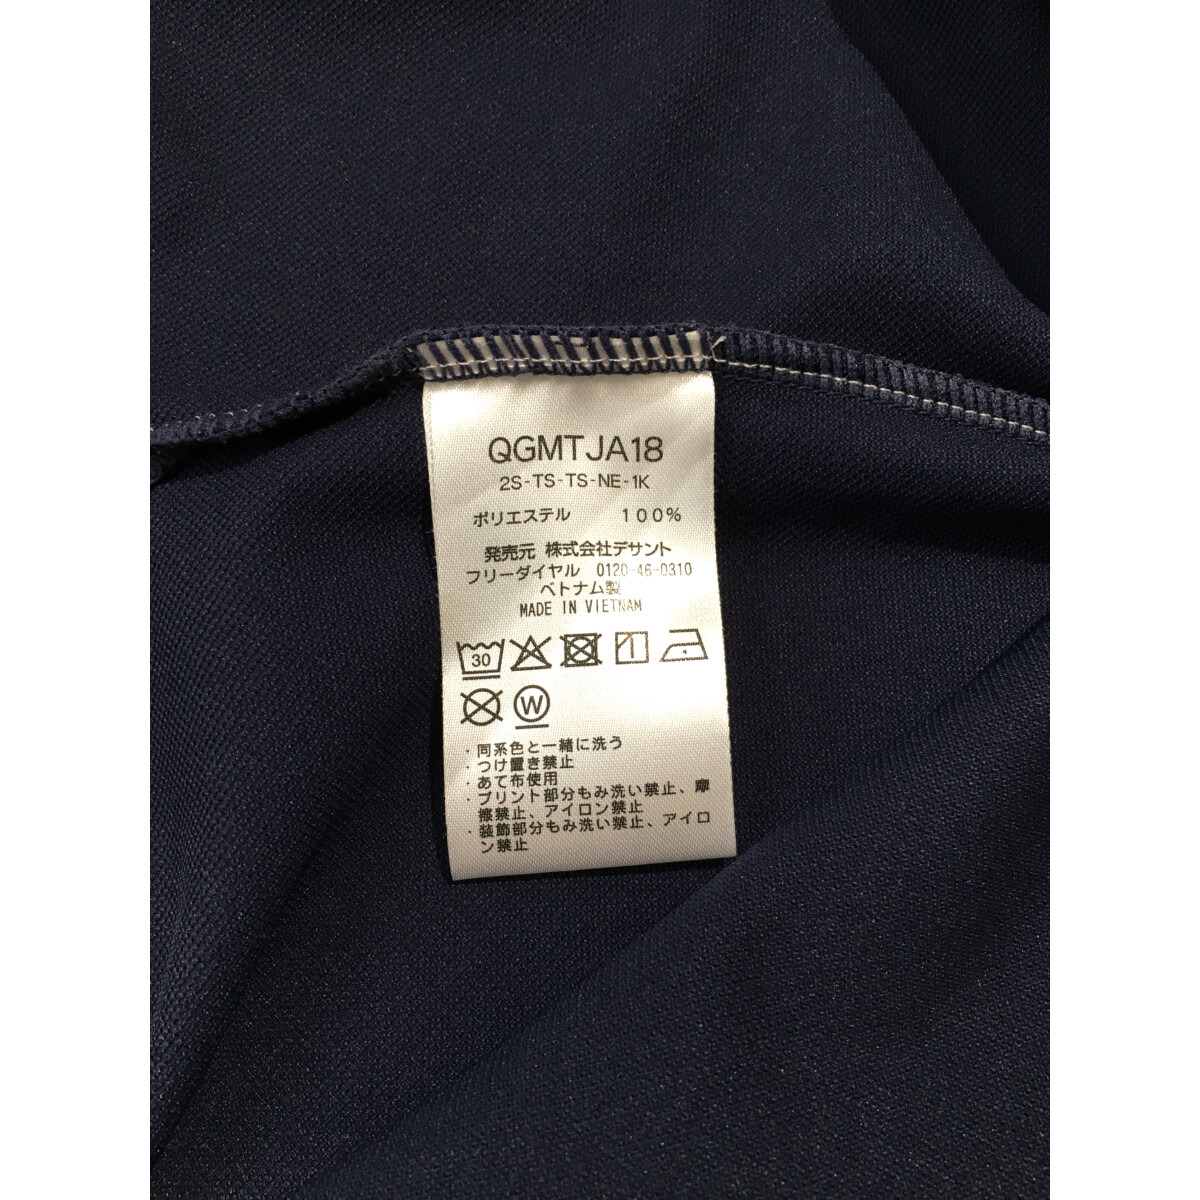 QGMTJA18
2S-TS-TS-NE-1K
ポリエステル 100%
発売元 株式会社デサント
フリーダイヤル 0120-46-0310
ベトナム製
MADE IN VIETNAM
30
W
・同系色と一緒に洗う
・つけ置き禁止
・あて布使用
・プリント部分もみ洗い禁止、摩
擦禁止、アイロン禁止
・装飾部分もみ洗い禁止、アイロ
ン禁止